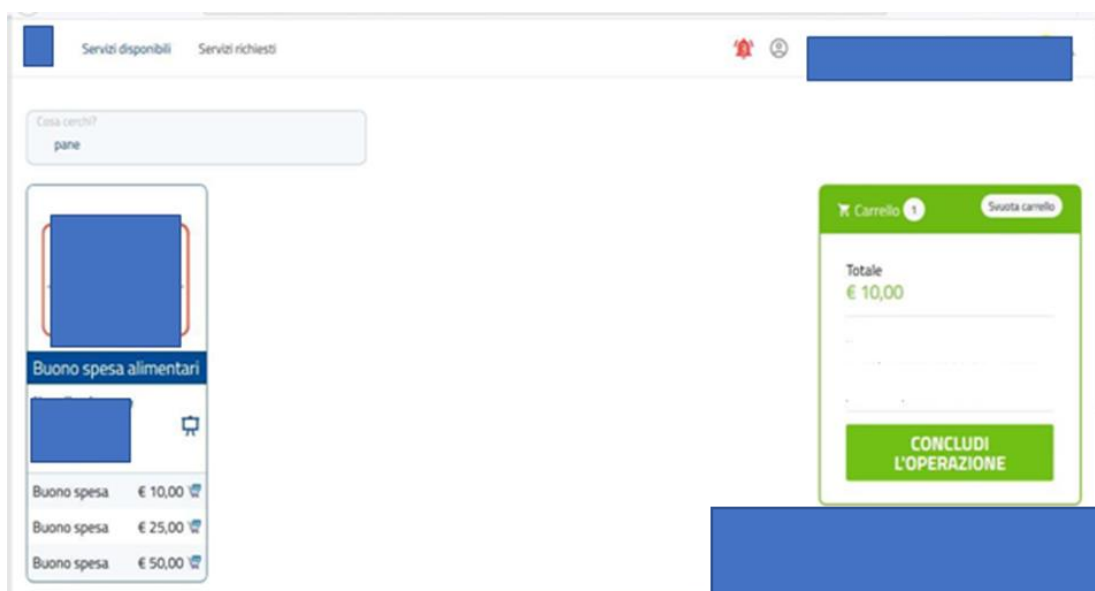 Servizi disponibili Servizi richiesti
Cosa cerchi?
pane
Buono spesa alimentari
Buono spesa € 10,00
Buono spesa € 25,00
Buono spesa € 50,00
Carrello 1 Svuota carrello
Totale
€ 10,00
CONCLUDI
L'OPERAZIONE